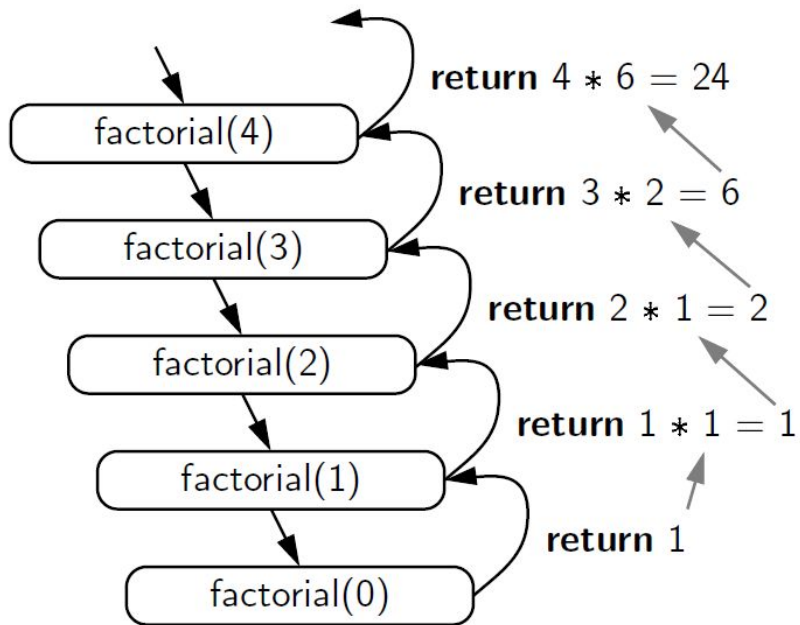 return 4 * 6 = 24
factorial(4)
return 3 * 2 = 6
factorial(3)
return 2 * 1 = 2
factorial(2)
return 1 * 1 = 1
factorial(1)
return 1
factorial(0)